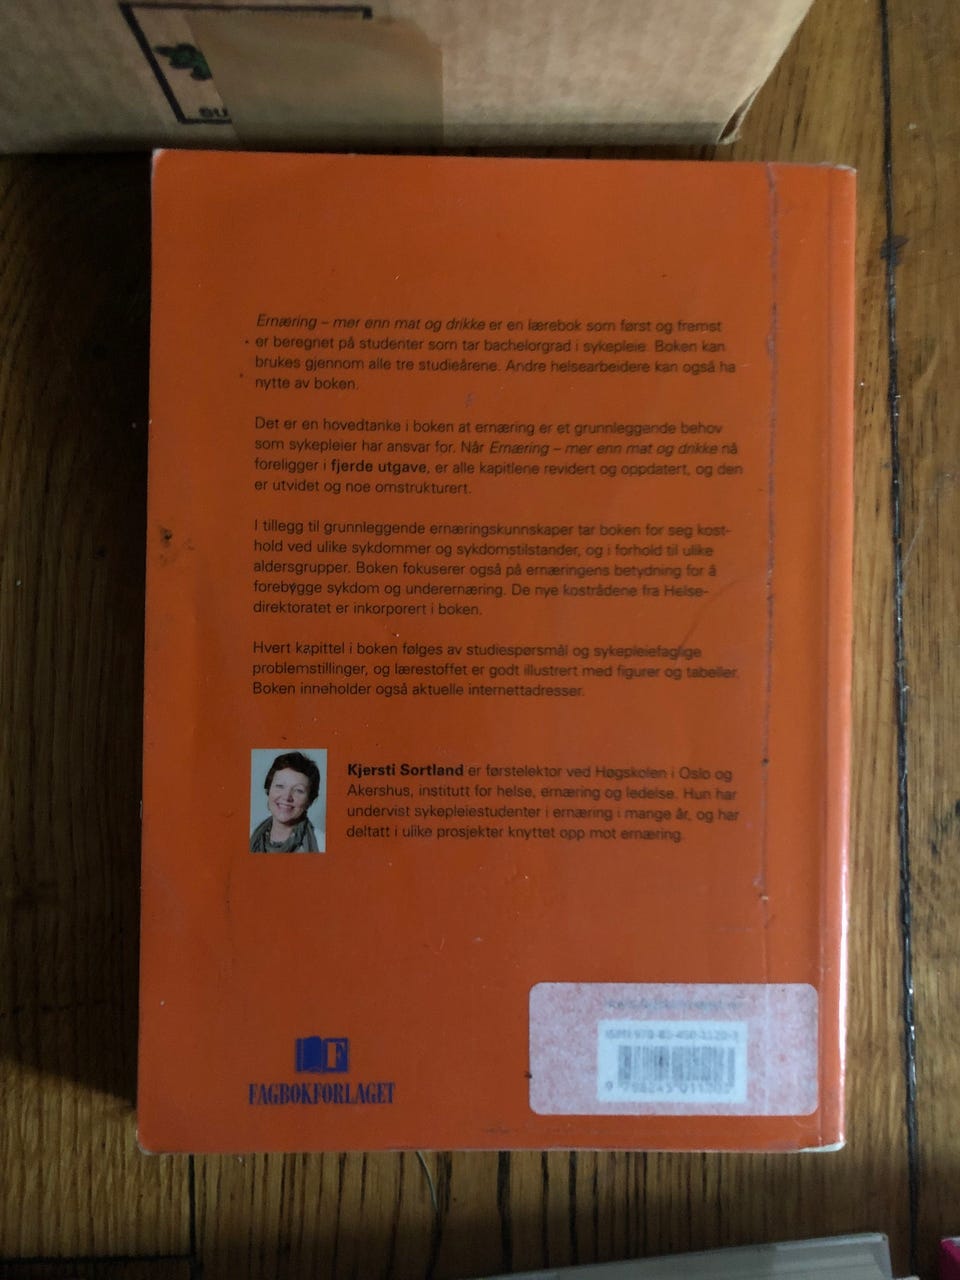 su
Ernæring – mer enn mat og drikke er en lærebok som først og fremst
er beregnet på studenter som tar bachelorgrad i sykepleie. Boken kan
brukes gjennom alle tre studieårene. Andre helsearbeidere kan også ha
nytte av boken.
Det er en hovedtanke i boken at ernæring er et grunnleggende behov
som sykepleier har ansvar for. Når Ernæring – mer enn mat og drikke nå
foreligger i fjerde utgave, er alle kapitlene revidert og oppdatert, og den
er utvidet og noe omstrukturert.
I tillegg til grunnleggende ernæringskunnskaper tar boken for seg kost-
hold ved ulike sykdommer og sykdomstilstander, og i forhold til ulike
aldersgrupper. Boken fokuserer også på ernæringens betydning for å
forebygge sykdom og underernæring. De nye kostrådene fra Helse-
direktoratet er inkorporert i boken.
Hvert kapittel i boken følges av studiespørsmål og sykepleiefaglige
problemstillinger, og lærestoffet er godt illustrert med figurer og tabeller.
Boken inneholder også aktuelle internettadresser.
Kjersti Sortland er førstelektor ved Høgskolen i Oslo og
Akershus, institutt for helse, ernæring og ledelse. Hun har
undervist sykepleiestudenter i ernæring i mange år, og har
deltatt i ulike prosjekter knyttet opp mot ernæring.
F
FAGBOKFORLAGET
ISBN 978-82-450-1120-3